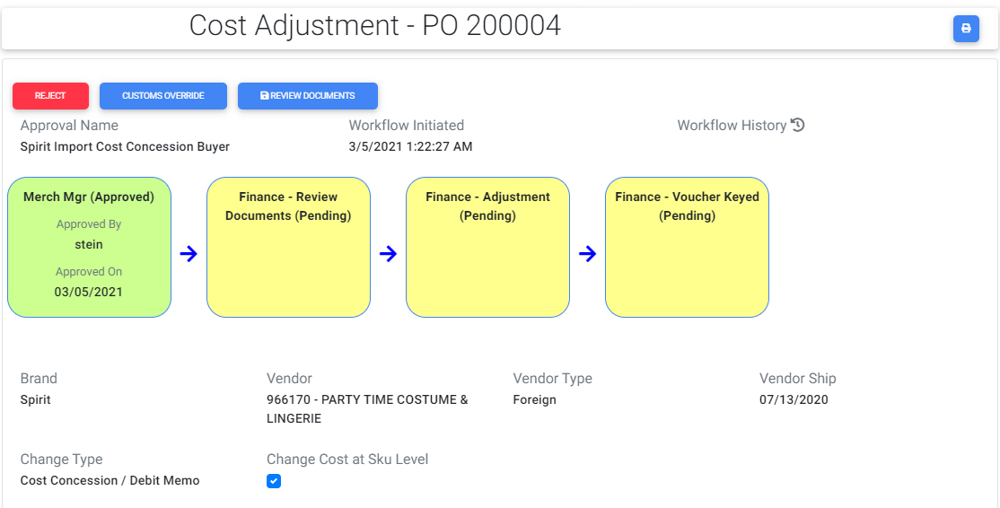 Cost Adjustment - PO 200004
REJECT
CUSTOMS OVERRIDE
REVIEW DOCUMENTS
Approval Name
Workflow Initiated
Workflow History
Spirit Import Cost Concession Buyer
3/5/2021 1:22:27 AM
Merch Mgr (Approved)
Approved By
stein
Approved On
03/05/2021
Finance - Review
Documents (Pending)
Finance - Adjustment
(Pending)
Finance - Voucher Keyed
(Pending)
Brand
Spirit
Vendor
966170 - PARTY TIME COSTUME &
LINGERIE
Vendor Type
Foreign
Vendor Ship
07/13/2020
Change Type
Cost Concession / Debit Memo
Change Cost at Sku Level